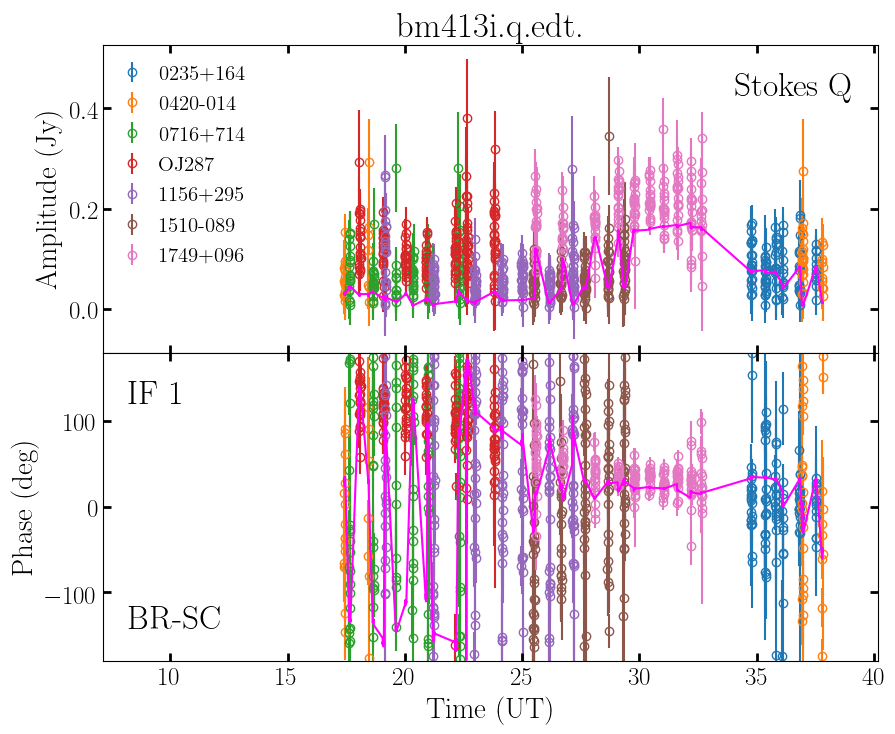 bm413i.q.edt.
0235+164
0420-014
0716+714
OJ287
1156+295
1510-089
1749+096
Stokes Q
Amplitude (Jy)
0.4
0.2
0.0
IF 1
BR-SC
Phase (deg)
100
0
−100
10 15 20 25 30 35 40
Time (UT)